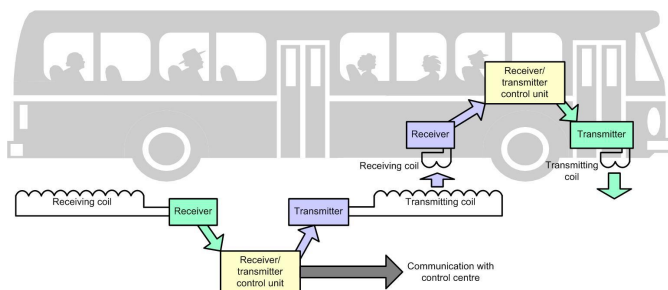 Receiver/
transmitter
control unit
Receiver
Transmitter
Receiving coil
Transmitting
coil
Receiving coil
Receiver
Transmitter
Transmitting coil
Receiver/
transmitter
control unit
Communication with
control centre